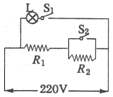 L S₁
S₂
R₁
R₂
220V